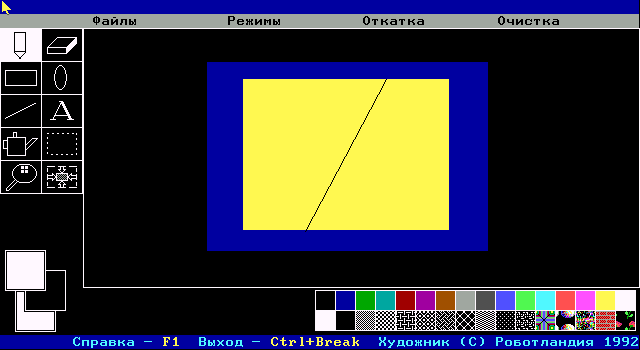 Файлы Режимы Откатка Очистка
A
Справка – F1 Выход – Ctrl+Break Художник (C) Роботландия 1992